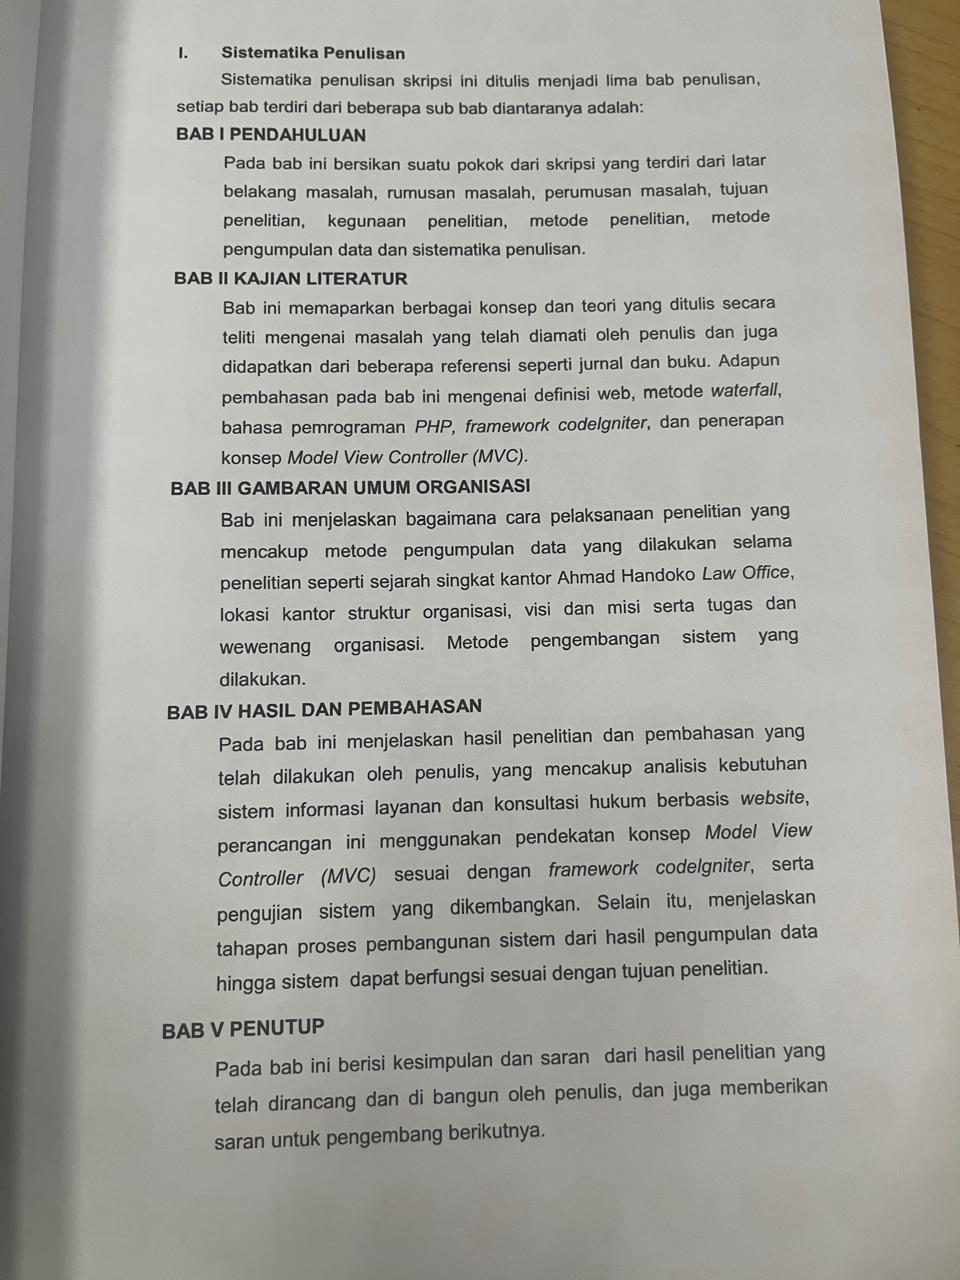 I. Sistematika Penulisan
Sistematika penulisan skripsi ini ditulis menjadi lima bab penulisan,
setiap bab terdiri dari beberapa sub bab diantaranya adalah:
BAB I PENDAHULUAN
Pada bab ini bersikan suatu pokok dari skripsi yang terdiri dari latar
belakang masalah, rumusan masalah, perumusan masalah, tujuan
penelitian, kegunaan penelitian, metode penelitian, metode
pengumpulan data dan sistematika penulisan.
BAB II KAJIAN LITERATUR
Bab ini memaparkan berbagai konsep dan teori yang ditulis secara
teliti mengenai masalah yang telah diamati oleh penulis dan juga
didapatkan dari beberapa referensi seperti jurnal dan buku. Adapun
pembahasan pada bab ini mengenai definisi web, metode waterfall,
bahasa pemrograman PHP, framework codeIgniter, dan penerapan
konsep Model View Controller (MVC).
BAB III GAMBARAN UMUM ORGANISASI
Bab ini menjelaskan bagaimana cara pelaksanaan penelitian yang
mencakup metode pengumpulan data yang dilakukan selama
penelitian seperti sejarah singkat kantor Ahmad Handoko Law Office,
lokasi kantor struktur organisasi, visi dan misi serta tugas dan
wewenang organisasi. Metode pengembangan sistem yang
dilakukan.
BAB IV HASIL DAN PEMBAHASAN
Pada bab ini menjelaskan hasil penelitian dan pembahasan yang
telah dilakukan oleh penulis, yang mencakup analisis kebutuhan
sistem informasi layanan dan konsultasi hukum berbasis website,
perancangan ini menggunakan pendekatan konsep Model View
Controller (MVC) sesuai dengan framework codeIgniter, serta
pengujian sistem yang dikembangkan. Selain itu, menjelaskan
tahapan proses pembangunan sistem dari hasil pengumpulan data
hingga sistem dapat berfungsi sesuai dengan tujuan penelitian.
BAB V PENUTUP
Pada bab ini berisi kesimpulan dan saran dari hasil penelitian yang
telah dirancang dan di bangun oleh penulis, dan juga memberikan
saran untuk pengembang berikutnya.